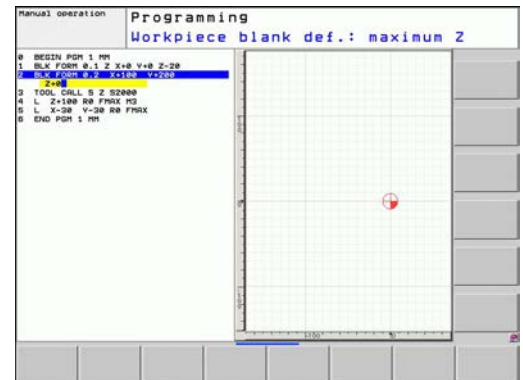 Manual operation
Programming
Workpiece blank def.: maximum Z
0 BEGIN PGM 1 MM
1 BLK FORM 0.1 Z X+0 Y+0 Z-20
2 BLK FORM 0.2 X+100 Y+200
Z+0
3 TOOL CALL 5 Z S2000
4 L Z+100 R0 FMAX M3
5 L X-30 Y-30 R0 FMAX
6 END PGM 1 MM